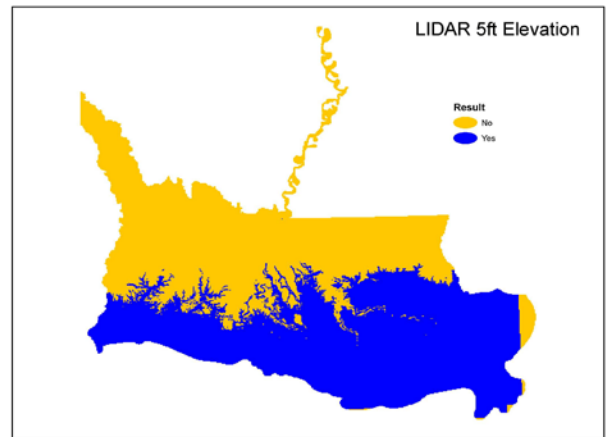 LIDAR 5ft Elevation
Result
No
Yes